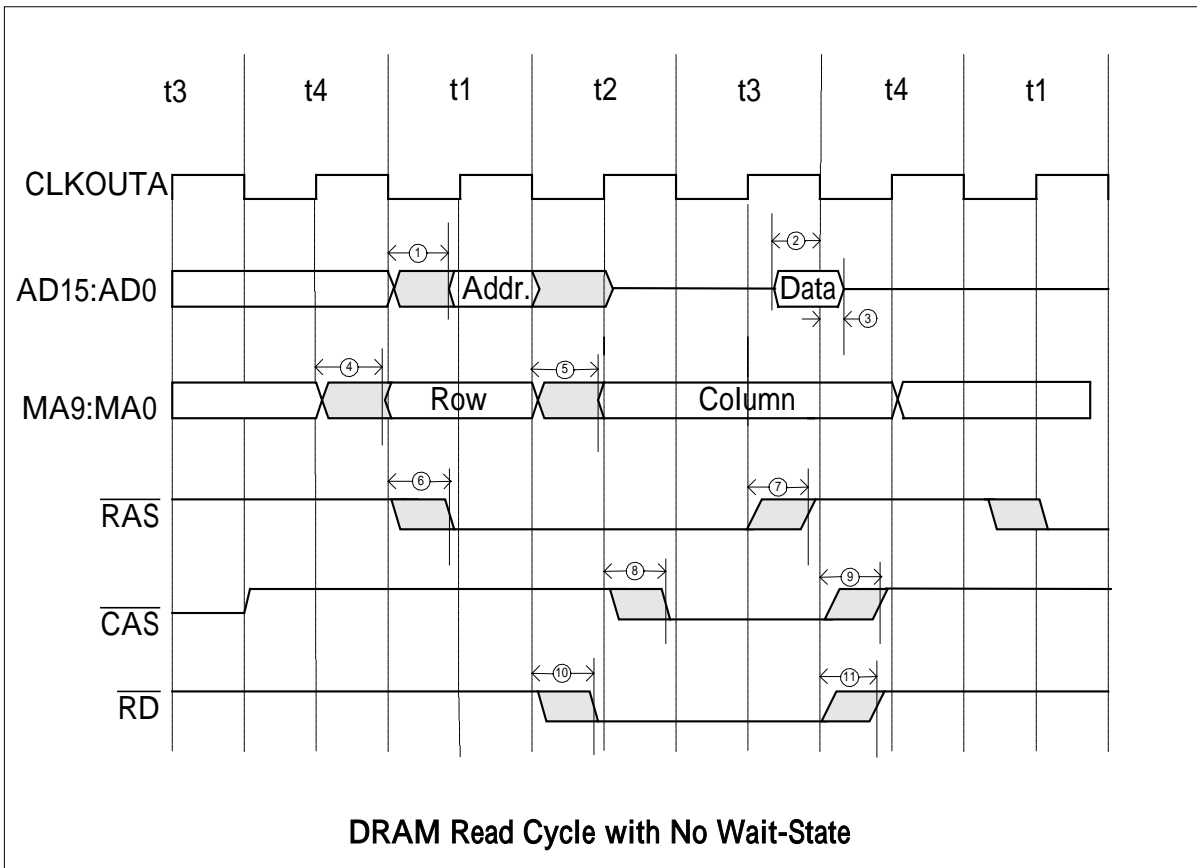 t3 t4 t1 t2 t3 t4 t1
CLKOUTA
1 2
AD15:AD0 Addr. Data
3
4 5
MA9:MA0 Row Column
6 7
RAS
8 9
CAS
10 11
RD
DRAM Read Cycle with No Wait-State